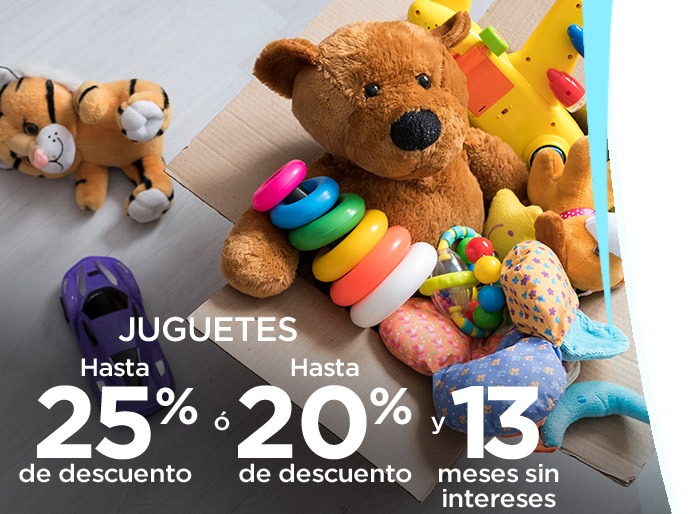 JUGUETES
Hasta
25%
de descuento
ó
Hasta
20%
de descuento
y
13
meses sin
intereses